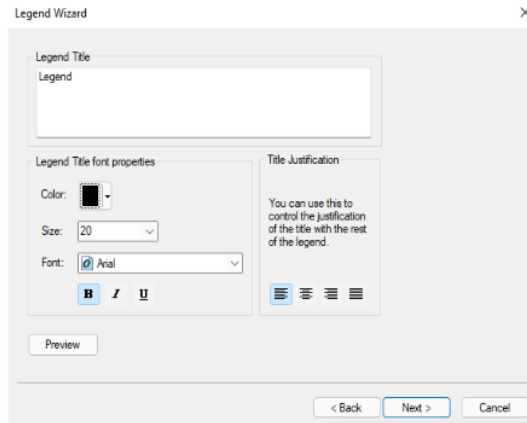 Legend Wizard
Legend Title
Legend
Legend Title font properties
Color:
Size: 20
Font: Arial
B I U
Title Justification
You can use this to
control the justification
of the title with the rest
of the legend.
Preview
< Back Next > Cancel